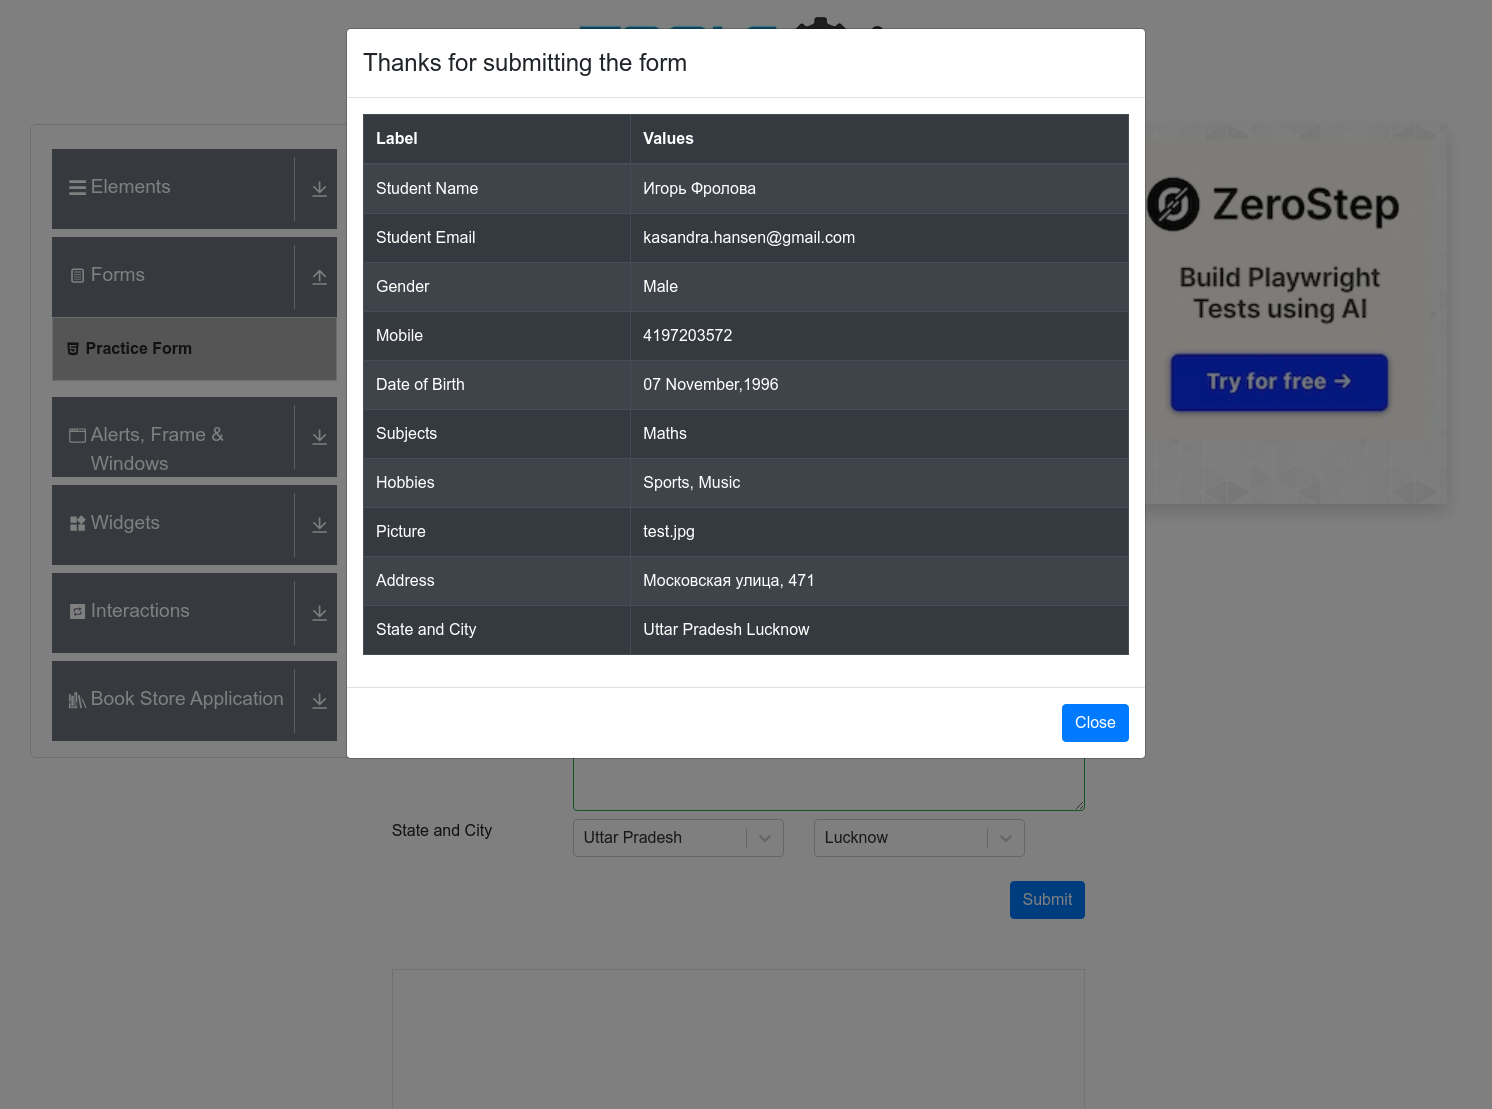 Thanks for submitting the form
Label Values
Student Name Игорь Фролова
Student Email kasandra.hansen@gmail.com
Gender Male
Mobile 4197203572
Date of Birth 07 November,1996
Subjects Maths
Hobbies Sports, Music
Picture test.jpg
Address Московская улица, 471
State and City Uttar Pradesh Lucknow
Close
Elements
Forms
Practice Form
Alerts, Frame &
Windows
Widgets
Interactions
Book Store Application
ZeroStep
Build Playwright
Tests using AI
Try for free →
State and City Uttar Pradesh Lucknow
Submit